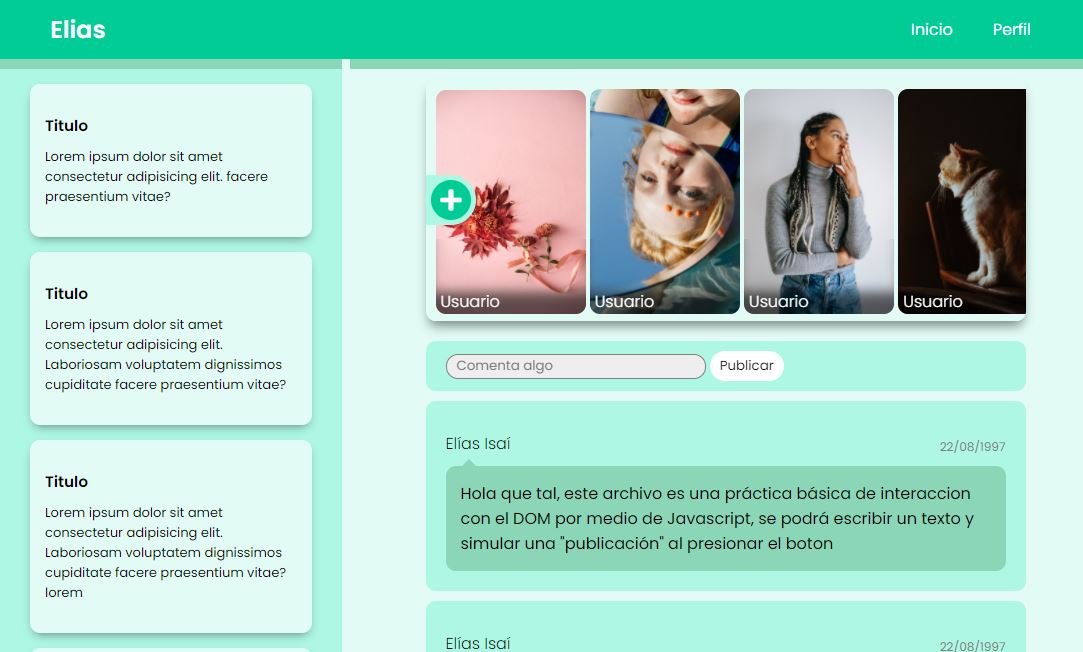 Elias
Inicio
Perfil
Titulo
Lorem ipsum dolor sit amet
consectetur adipisicing elit. facere
praesentium vitae?
Titulo
Lorem ipsum dolor sit amet
consectetur adipisicing elit.
Laboriosam voluptatem dignissimos
cupiditate facere praesentium vitae?
Titulo
Lorem ipsum dolor sit amet
consectetur adipisicing elit.
Laboriosam voluptatem dignissimos
cupiditate facere praesentium vitae?
lorem
Usuario
Usuario
Usuario
Usuario
Comenta algo
Publicar
Elías Isaí
22/08/1997
Hola que tal, este archivo es una práctica básica de interaccion
con el DOM por medio de Javascript, se podrá escribir un texto y
simular una "publicación" al presionar el boton
Elías Isaí
22/08/1997